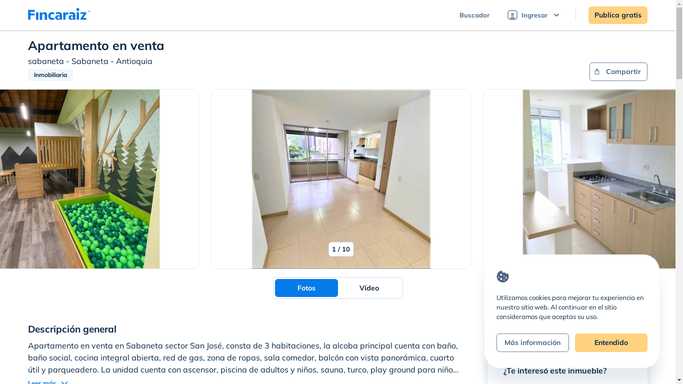 Fincaraiz
Buscador
Ingresar
Publica gratis
Apartamento en venta
sabaneta - Sabaneta - Antioquia
Inmobiliaria
Compartir
1 / 10
Fotos
Video
Utilizamos cookies para mejorar tu experiencia en
nuestro sitio web. Al continuar en el sitio
consideramos que aceptas su uso.
Más información
Entendido
Descripción general
Apartamento en venta en Sabaneta sector San José, consta de 3 habitaciones, la alcoba principal cuenta con baño,
baño social, cocina integral abierta, red de gas, zona de ropas, sala comedor, balcón con vista panorámica, cuarto
útil y parqueadero. La unidad cuenta con ascensor, piscina de adultos y niños, sauna, turco, play ground para niño...
Leer más
¿Te interesó este inmueble?